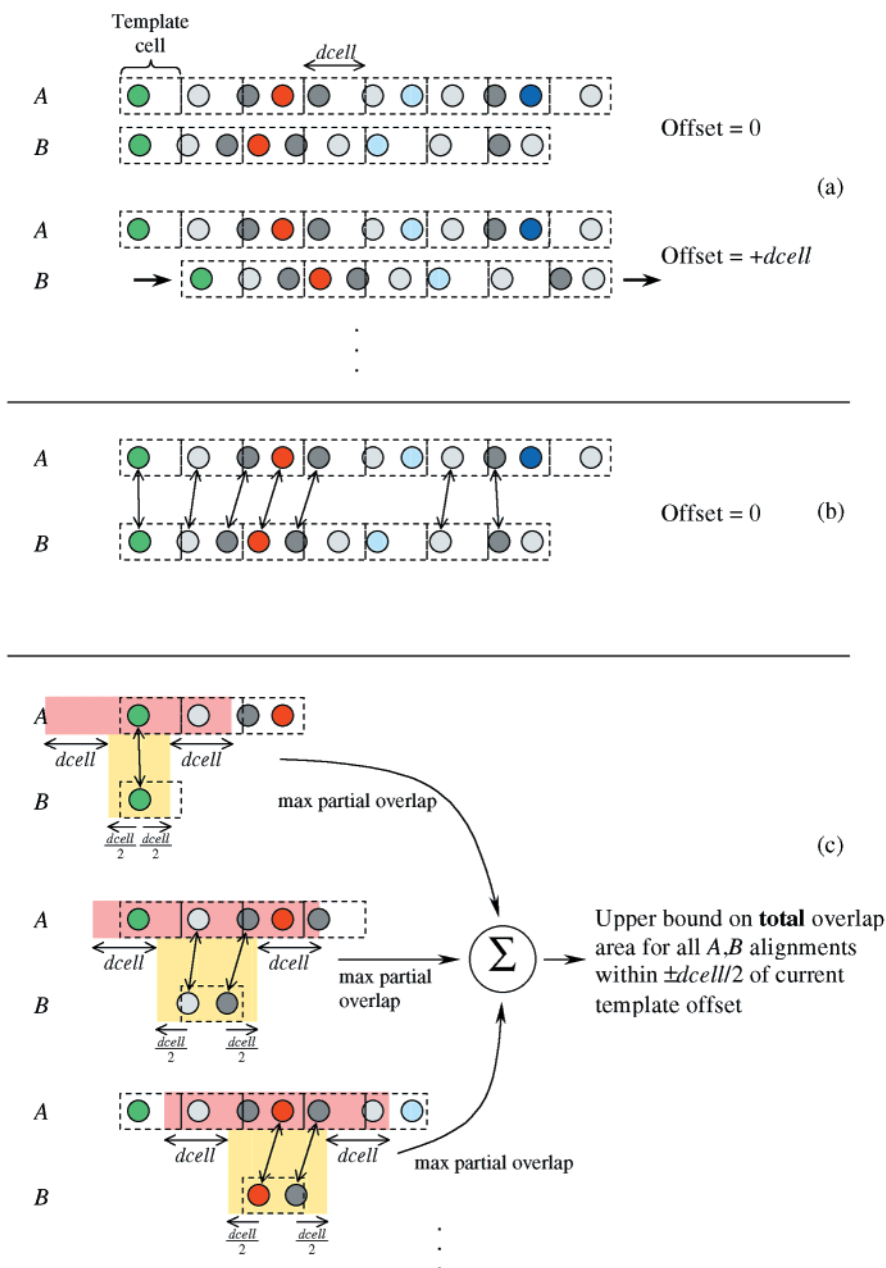 Template
cell
dcell
A
B
Offset = 0
(a)
A
B
Offset = +dcell
A
B
Offset = 0
(b)
A
dcell
dcell
B
dcell/2 dcell/2
max partial overlap
(c)
A
dcell
dcell
B
dcell/2 dcell/2
max partial
overlap
Σ
Upper bound on total overlap
area for all A,B alignments
within ±dcell/2 of current
template offset
A
dcell
dcell
B
dcell/2 dcell/2
max partial overlap